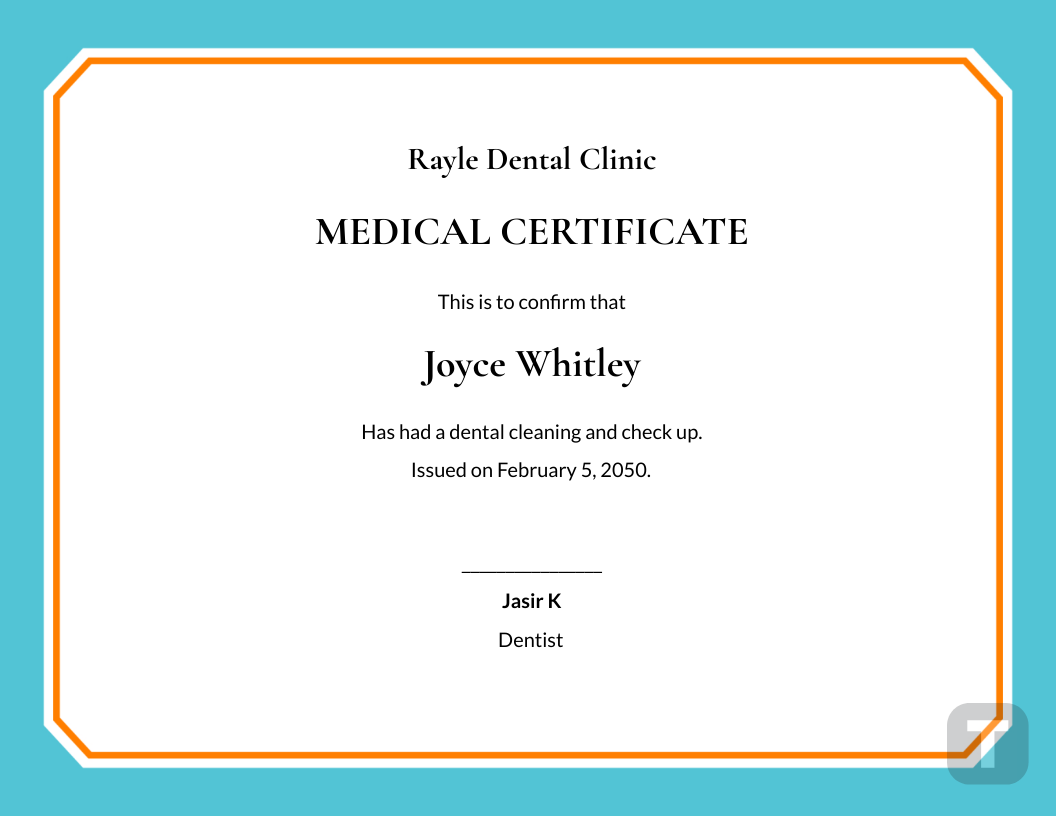 Rayle Dental Clinic
MEDICAL CERTIFICATE
This is to confirm that
Joyce Whitley
Has had a dental cleaning and check up.
Issued on February 5, 2050.
________________
Jasir K
Dentist
T